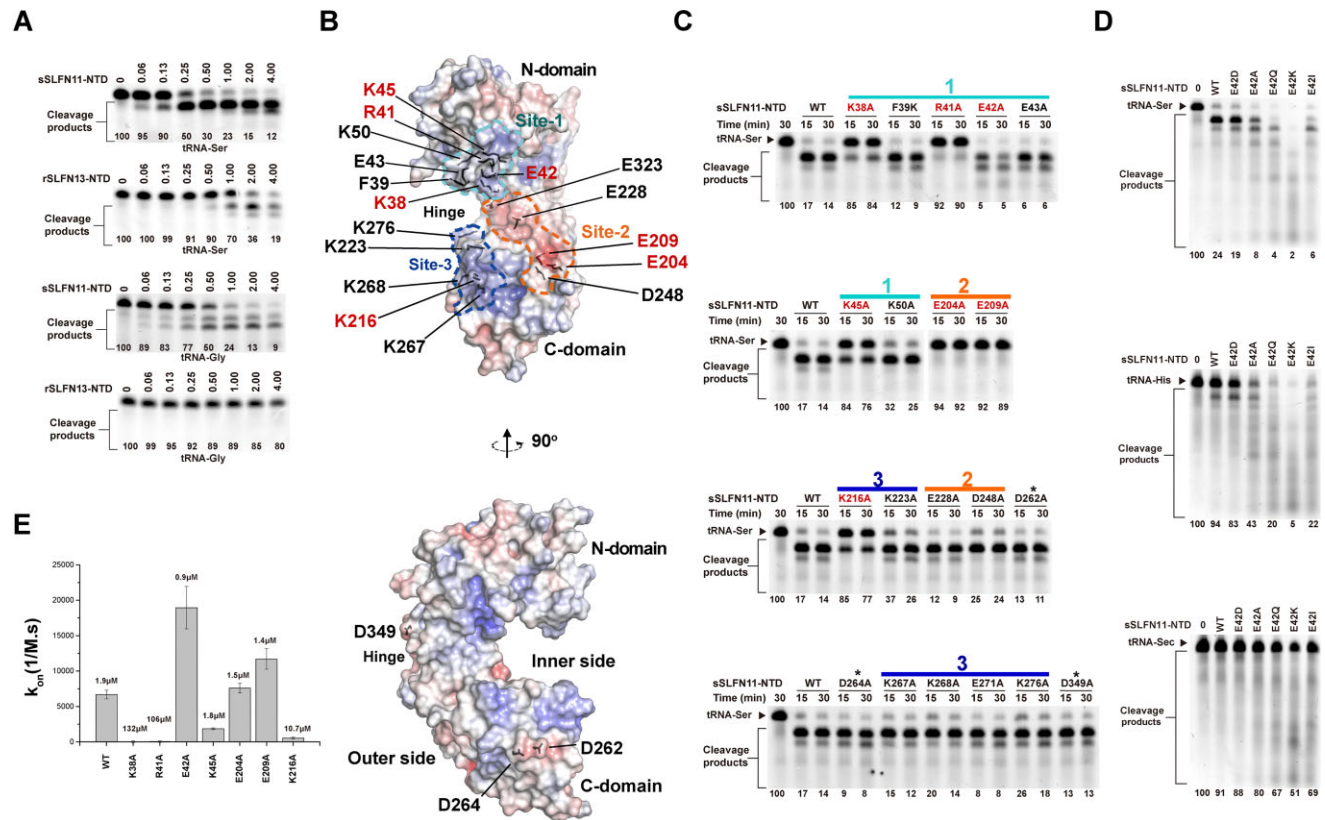 A
sSLFN11-NTD
0 0.06 0.13 0.25 0.50 1.00 2.00 4.00
Cleavage
products
100 95 90 50 30 23 15 12
tRNA-Ser
rSLFN13-NTD
0 0.06 0.13 0.25 0.50 1.00 2.00 4.00
Cleavage
products
100 100 99 91 90 70 36 19
tRNA-Ser
sSLFN11-NTD
0 0.06 0.13 0.25 0.50 1.00 2.00 4.00
Cleavage
products
100 89 83 77 50 24 13 9
tRNA-Gly
rSLFN13-NTD
0 0.06 0.13 0.25 0.50 1.00 2.00 4.00
Cleavage
products
100 99 95 92 89 89 85 80
tRNA-Gly
B
N-domain
K45
R41
Site-1
K50
E43
E42
E323
F39
E228
K38
Hinge
K276
Site-2
K223
E209
Site-3
E204
K268
D248
K216
K267
C-domain
90°
N-domain
D349
Hinge
Inner side
Outer side
D262
D264
C-domain
C
1
sSLFN11-NTD WT K38A F39K R41A E42A E43A
Time (min) 30 15 30 15 30 15 30 15 30 15 30 15 30
tRNA-Ser
Cleavage
products
100 17 14 85 84 12 9 92 90 5 5 6 6
1 2
sSLFN11-NTD WT K45A K50A E204A E209A
Time (min) 30 15 30 15 30 15 30 15 30 15 30
tRNA-Ser
Cleavage
products
100 17 14 84 76 32 25 94 92 92 89
3 2 *
sSLFN11-NTD WT K216A K223A E228A D248A D262A
Time (min) 30 15 30 15 30 15 30 15 30 15 30 15 30
tRNA-Ser
Cleavage
products
100 17 14 85 77 37 26 12 9 25 24 13 11
* 3 *
sSLFN11-NTD WT D264A K267A K268A E271A K276A D349A
Time (min) 30 15 30 15 30 15 30 15 30 15 30 15 30 15 30
tRNA-Ser
Cleavage
products
100 17 14 9 8 15 12 20 14 8 8 26 18 13 13
D
sSLFN11-NTD 0 WT E42D E42A E42Q E42K E42I
tRNA-Ser
Cleavage
products
100 24 19 8 4 2 6
sSLFN11-NTD 0 WT E42D E42A E42Q E42K E42I
tRNA-His
Cleavage
products
100 94 83 43 20 5 22
sSLFN11-NTD 0 WT E42D E42A E42Q E42K E42I
tRNA-Sec
Cleavage
products
100 91 88 80 67 51 69
E
kon(1/M.s)
25000
20000
15000
10000
5000
0
1.9μM
132μM
106μM
0.9μM
1.8μM
1.5μM
1.4μM
10.7μM
WT K38A R41A E42A K45A E204A E209A K216A